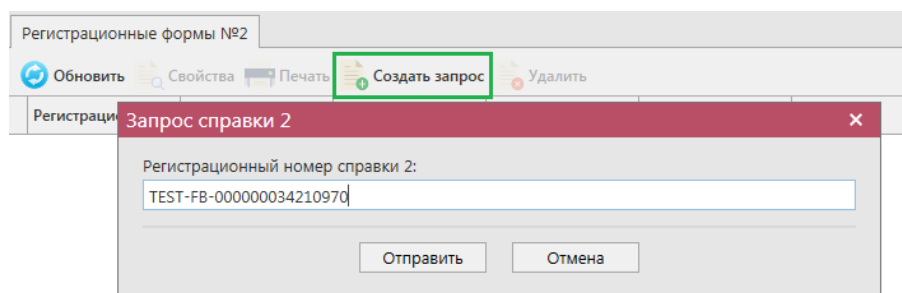 Регистрационные формы №2
Обновить Свойства Печать Создать запрос Удалить
Запрос справки 2
Регистрационный номер справки 2:
TEST-FB-000000034210970
Отправить Отмена